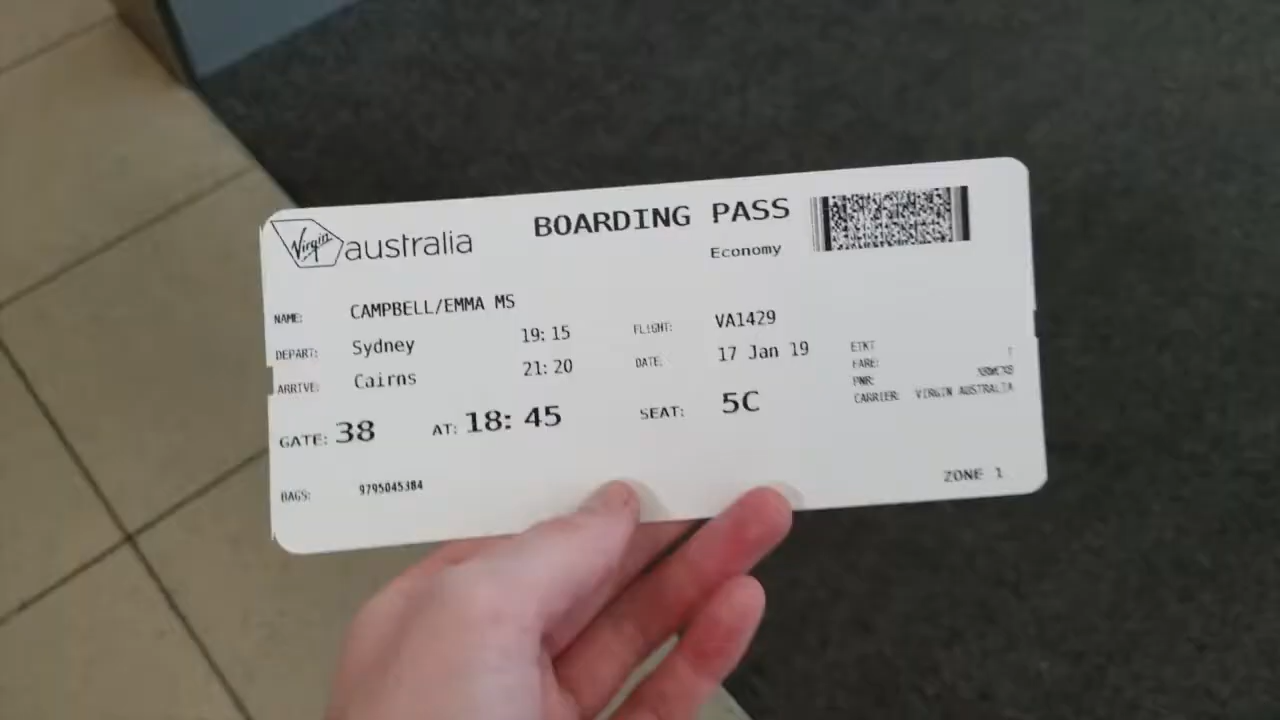 Virgin australia
BOARDING PASS
Economy
NAME: CAMPBELL/EMMA MS
DEPART: Sydney 19:15
FLIGHT: VA1429
ARRIVE: Cairns 21:20
DATE: 17 Jan 19
GATE: 38 AT: 18:45
SEAT: 5C
ETKT
FARE:
PNR:
CARRIER: VIRGIN AUSTRALIA
BAGS: 9795045384
ZONE 1